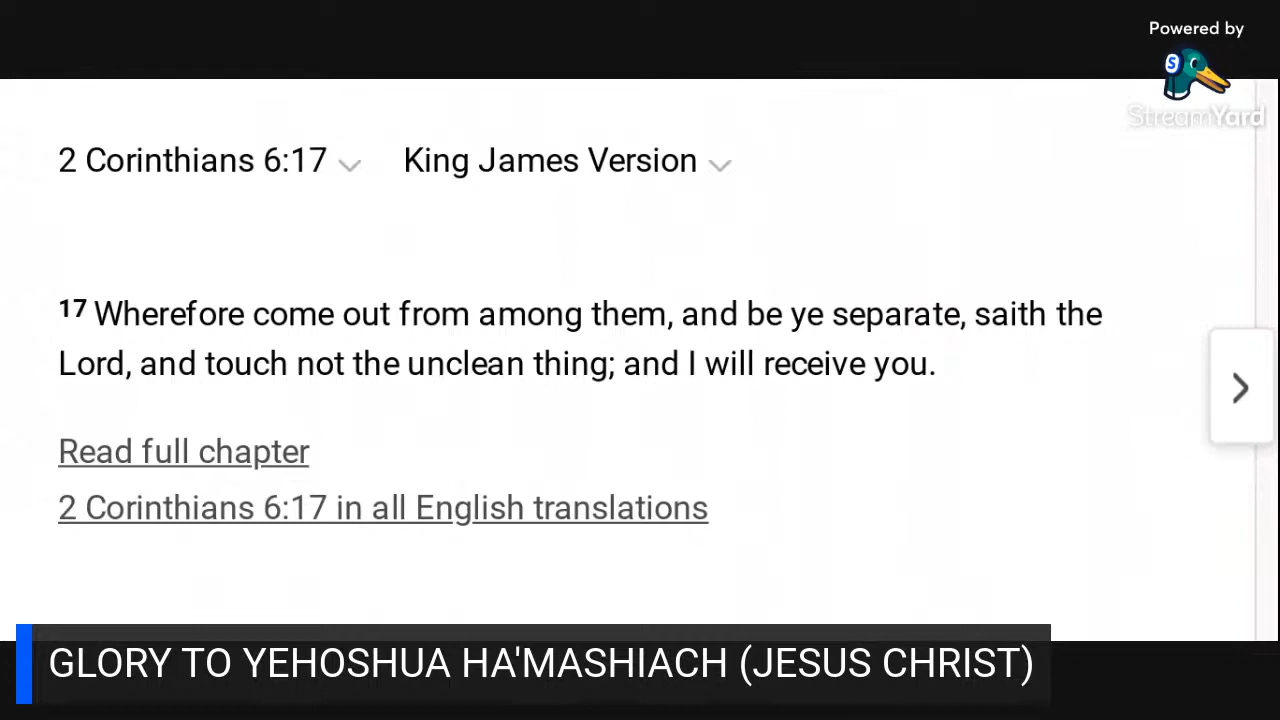 Powered by
S
StreamYard
2 Corinthians 6:17 King James Version
17 Wherefore come out from among them, and be ye separate, saith the
Lord, and touch not the unclean thing; and I will receive you.
Read full chapter
2 Corinthians 6:17 in all English translations
GLORY TO YEHOSHUA HA'MASHIACH (JESUS CHRIST)